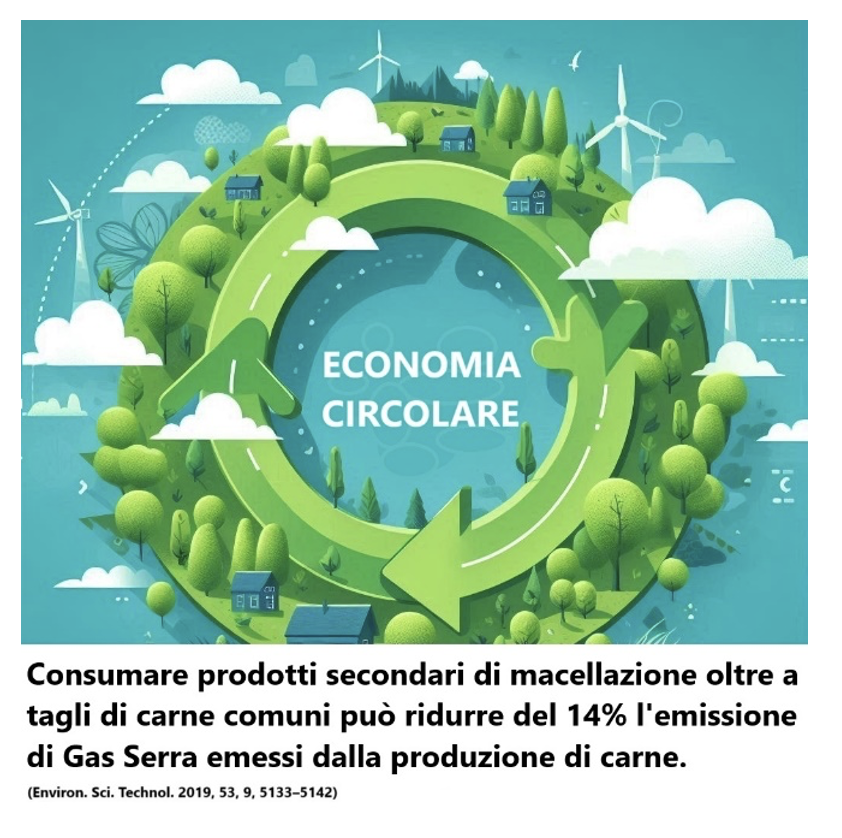 ECONOMIA
CIRCOLARE
Consumare prodotti secondari di macellazione oltre a
tagli di carne comuni può ridurre del 14% l'emissione
di Gas Serra emessi dalla produzione di carne.
(Environ. Sci. Technol. 2019, 53, 9, 5133–5142)